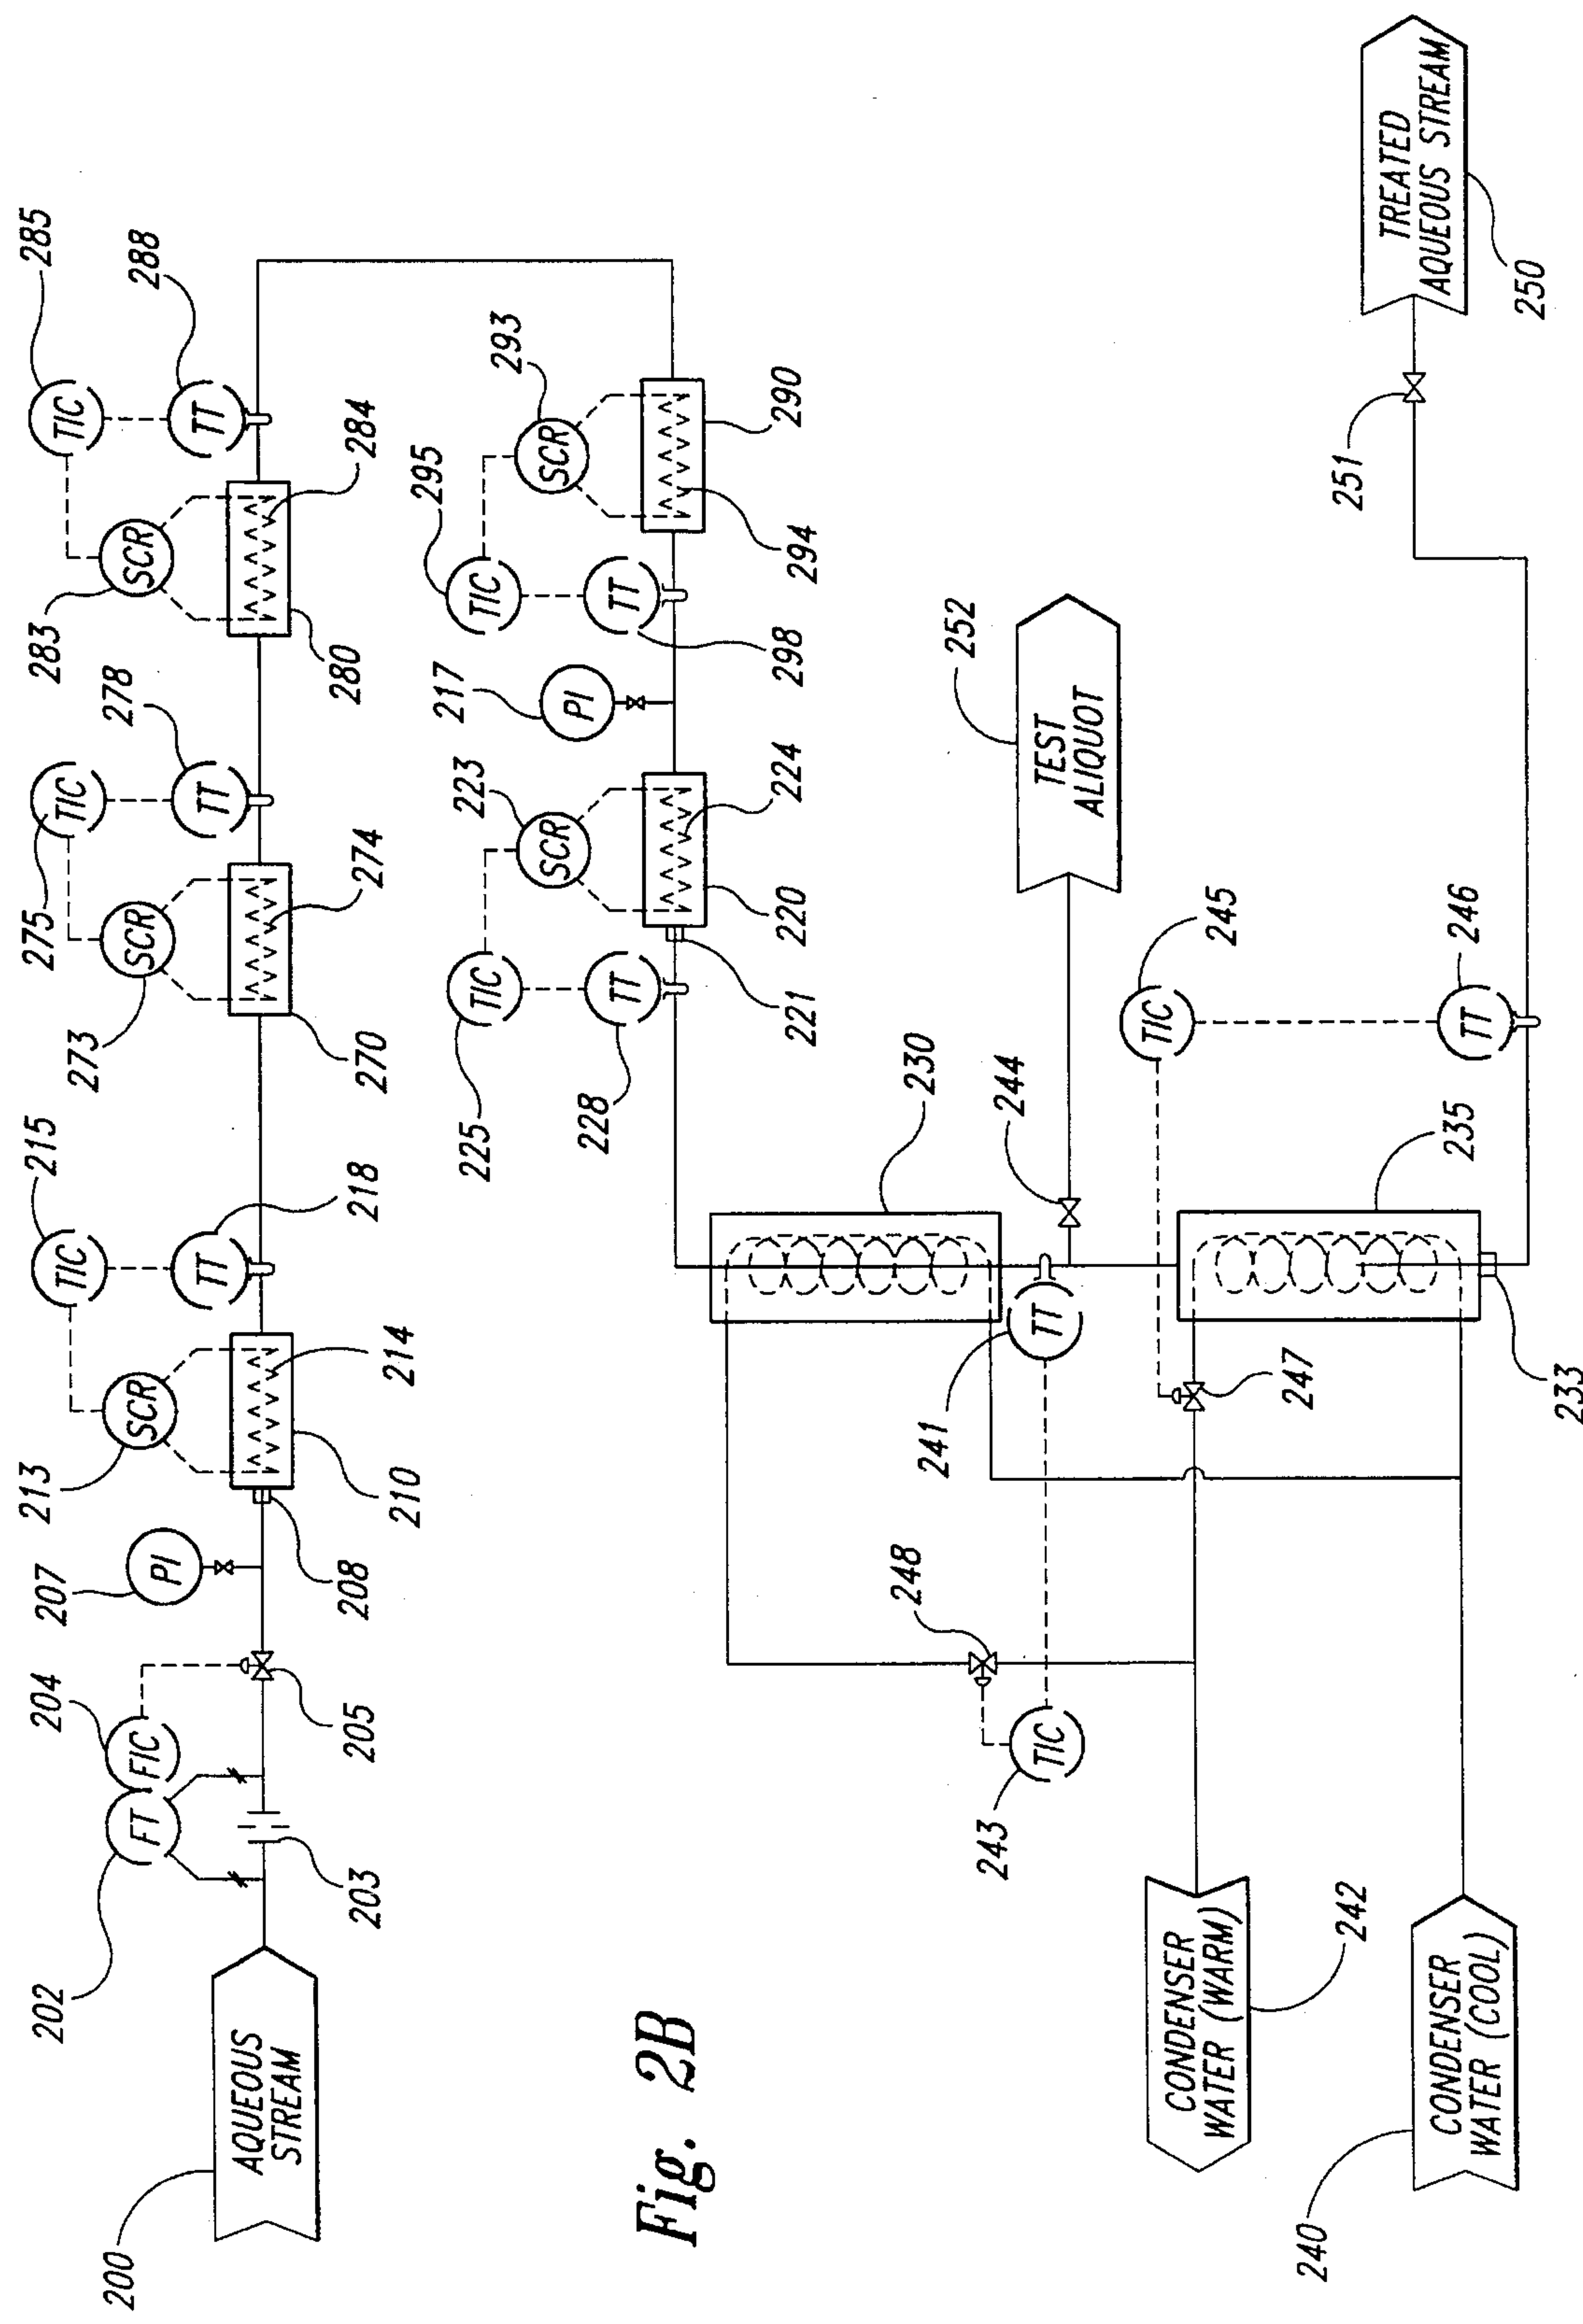 285
288
TIC
TT
SCR
284
283
280
278
275
TIC
TT
SCR
274
273
270
215
218
TIC
TT
SCR
214
213
210
207
PI
208
204
FIC
205
FT
202
203
AQUEOUS
STREAM
200
293
SCR
290
295
TIC
TT
294
298
217
PI
223
SCR
224
220
TIC
TT
221
225
228
230
252
TEST
ALIQUOT
244
245
TIC
246
TT
235
233
247
241
TT
248
TIC
243
TREATED
AQUEOUS STREAM
250
251
CONDENSER
WATER (WARM)
242
CONDENSER
WATER (COOL)
240
Fig. 2B